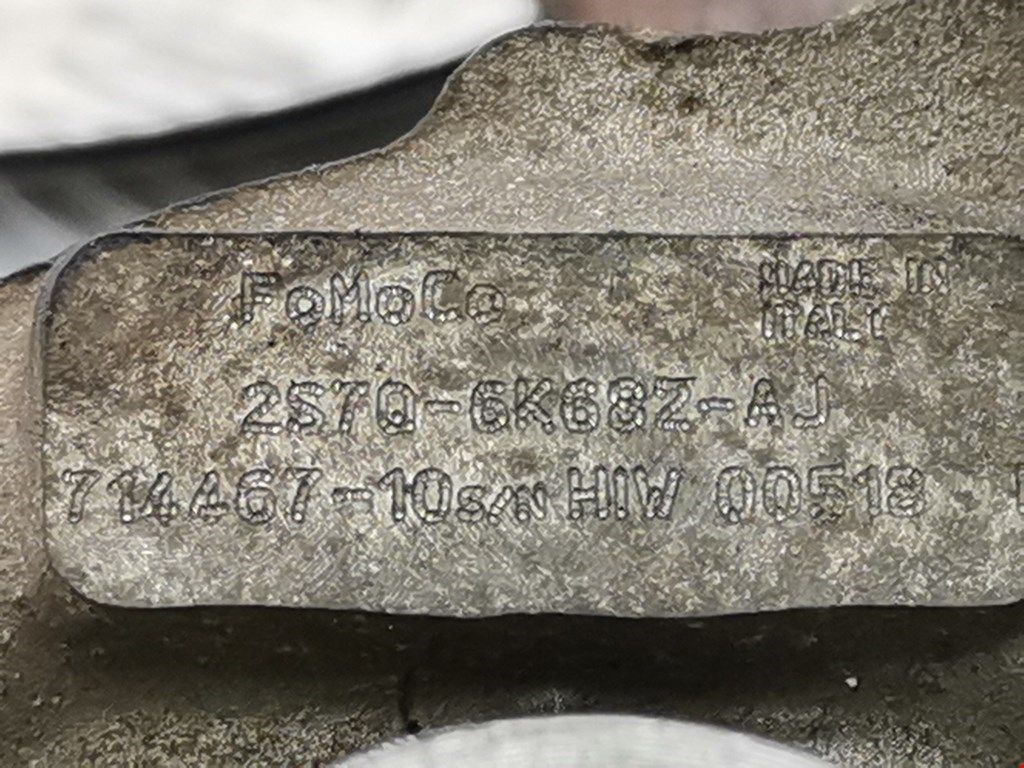 FoMoCo
MADE IN
ITALY
2S7Q-6K682-AJ
714467-10 S/N HIW 00518